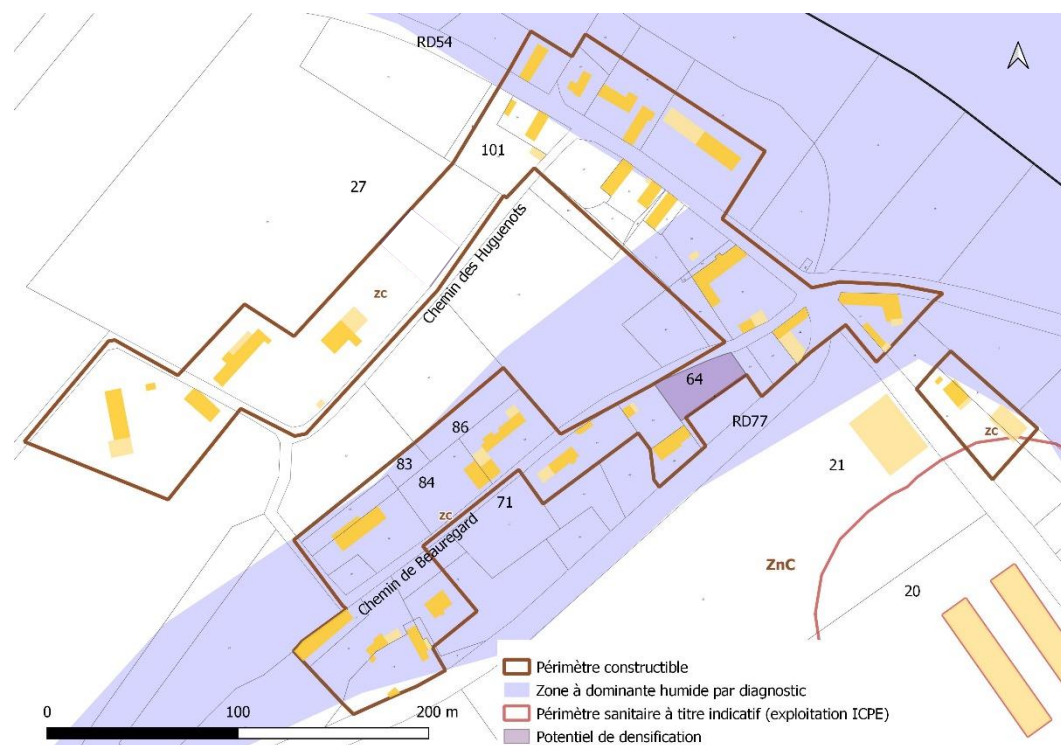 RD54
101
27
Chemin des Huguenots
zc
64
86
RD77
83
zc
21
84
71
zc
Chemin de Beauregard
ZnC
20
Périmètre constructible
Zone à dominante humide par diagnostic
Périmètre sanitaire à titre indicatif (exploitation ICPE)
Potentiel de densification
0 100 200 m